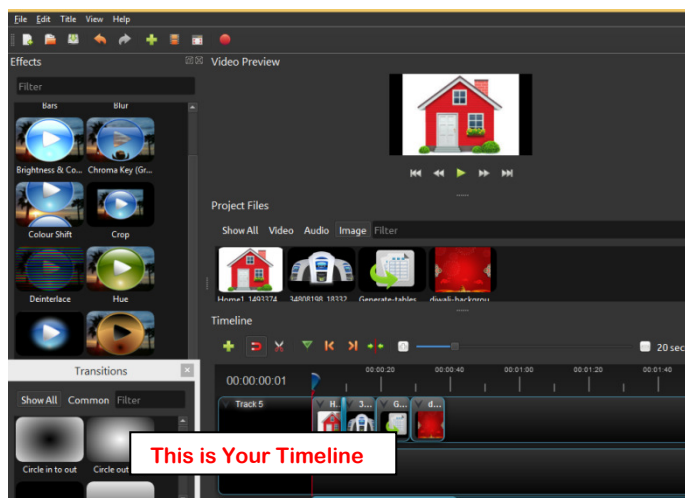 File Edit Title View Help
Effects
Video Preview
Filter
Bars Blur
Brightness & Co... Chroma Key (Gr...
Colour Shift Crop
Deinterlace Hue
Project Files
Show All Video Audio Image Filter
Home1_1493374 34808198_18332 Generate-tables diwali-backgrou
Timeline
20 sec
Transitions
Show All Common Filter
Circle in to out Circle out
00:00:00:01
00:00:20 00:00:40 00:01:00 00:01:20 00:01:40
Track 5
H. 3... G... d...
This is Your Timeline